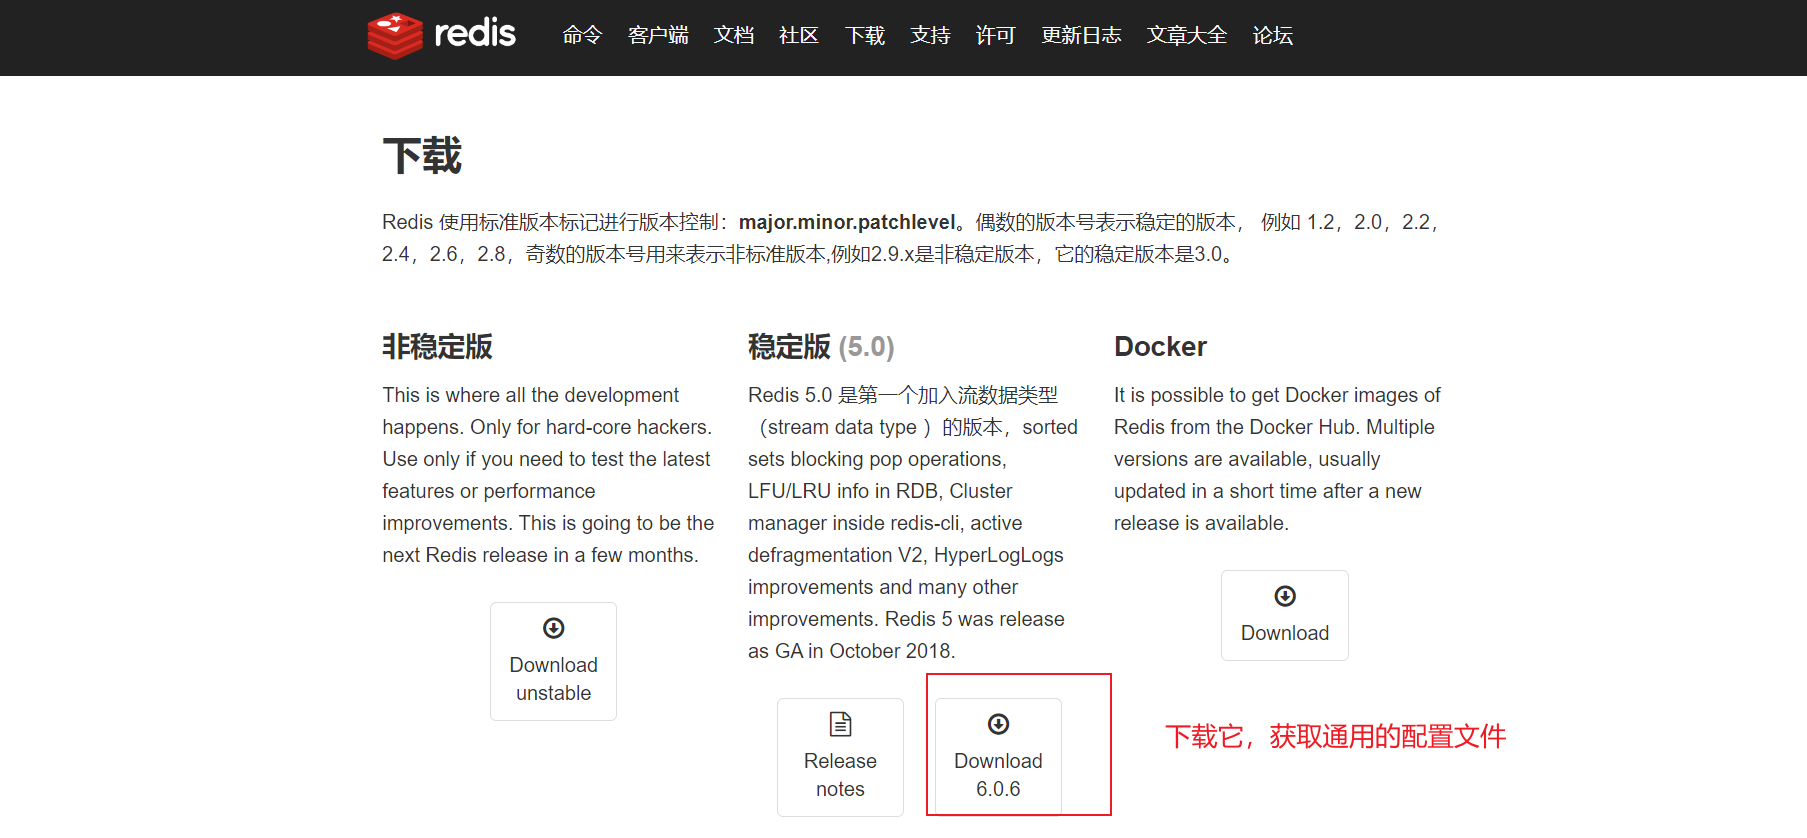 redis 命令 客户端 文档 社区 下载 支持 许可 更新日志 文章大全 论坛
下载
Redis 使用标准版本标记进行版本控制：major.minor.patchlevel。偶数的版本号表示稳定的版本， 例如 1.2，2.0，2.2，
2.4，2.6，2.8，奇数的版本号用来表示非标准版本,例如2.9.x是非稳定版本，它的稳定版本是3.0。
非稳定版
This is where all the development
happens. Only for hard-core hackers.
Use only if you need to test the latest
features or performance
improvements. This is going to be the
next Redis release in a few months.
Download
unstable
稳定版 (5.0)
Redis 5.0 是第一个加入流数据类型
（stream data type ）的版本，sorted
sets blocking pop operations,
LFU/LRU info in RDB, Cluster
manager inside redis-cli, active
defragmentation V2, HyperLogLogs
improvements and many other
improvements. Redis 5 was release
as GA in October 2018.
Release
notes
Download
6.0.6
Docker
It is possible to get Docker images of
Redis from the Docker Hub. Multiple
versions are available, usually
updated in a short time after a new
release is available.
Download
下载它，获取通用的配置文件